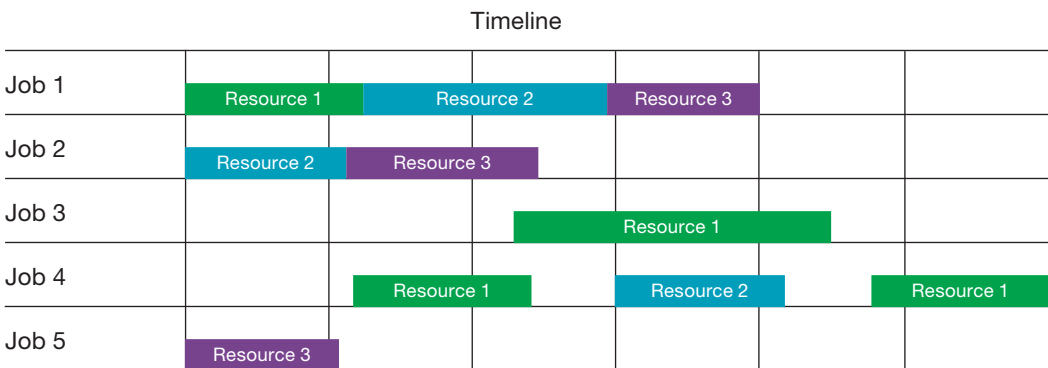 Timeline
Job 1
Resource 1 Resource 2 Resource 3
Job 2
Resource 2 Resource 3
Job 3
Resource 1
Job 4
Resource 1 Resource 2 Resource 1
Job 5
Resource 3